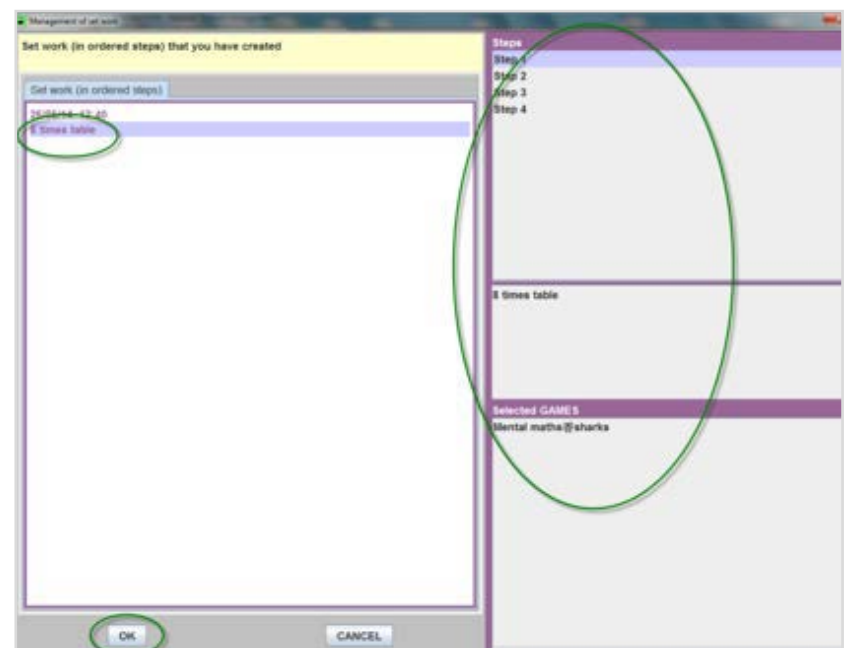 Management of set work
Set work (in ordered steps) that you have created
Set work (in ordered steps)
8 times table
OK
CANCEL
Steps
Step 1
Step 2
Step 3
Step 4
8 times table
Selected GAMES
Mental maths sharks